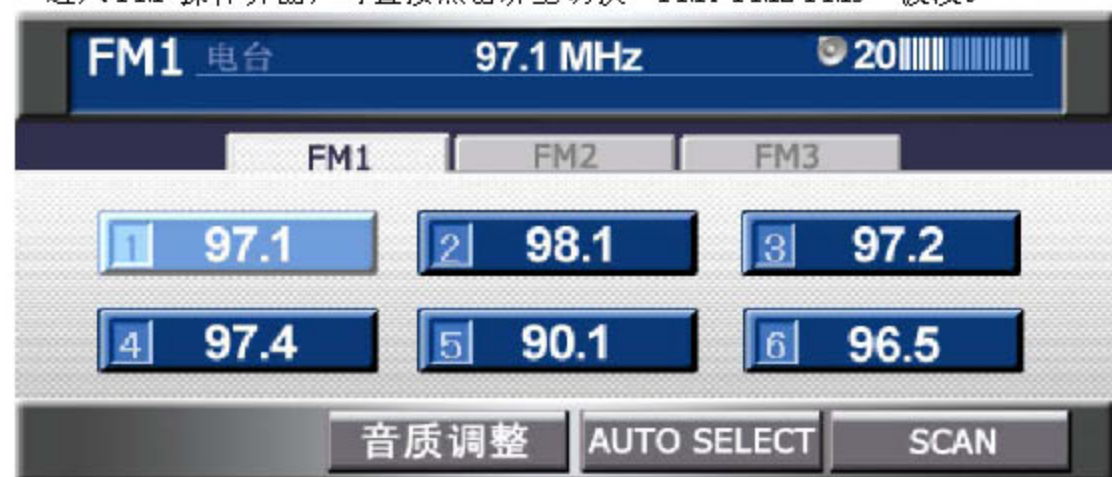 FM1 电台 97.1 MHz 20
FM1 FM2 FM3
1 97.1 2 98.1 3 97.2
4 97.4 5 90.1 6 96.5
音质调整 AUTO SELECT SCAN